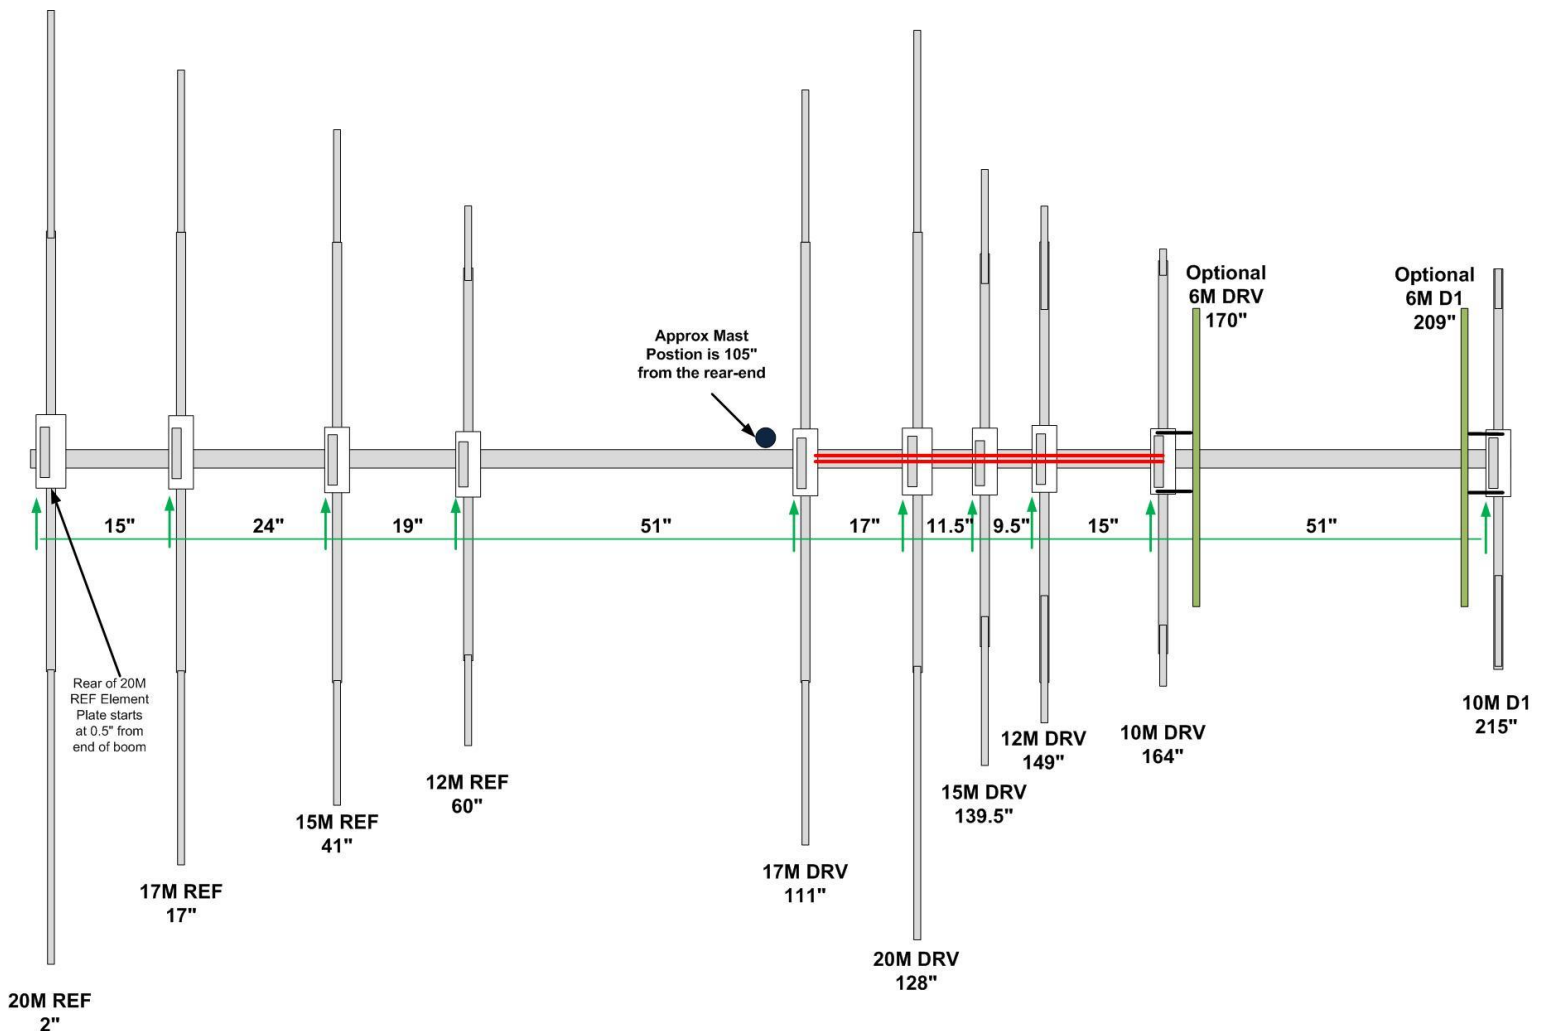 Optional
6M DRV
170"
Optional
6M D1
209"
Approx Mast
Postion is 105"
from the rear-end
15"
24"
19"
51"
17"
11.5"
9.5"
15"
51"
Rear of 20M
REF Element
Plate starts
at 0.5" from
end of boom
10M D1
215"
12M DRV
149"
10M DRV
164"
12M REF
60"
15M DRV
139.5"
15M REF
41"
17M DRV
111"
17M REF
17"
20M DRV
128"
20M REF
2"